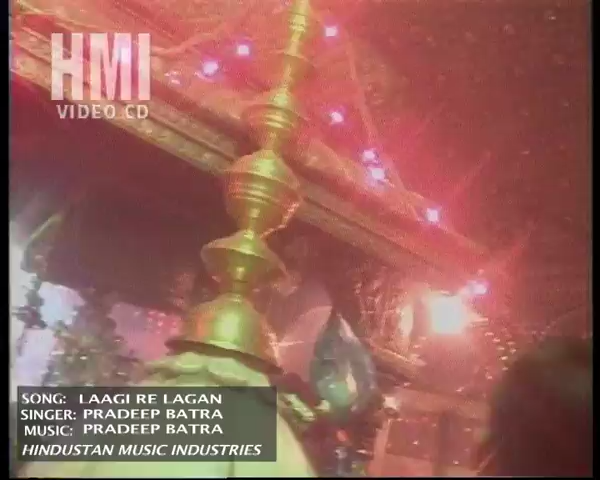 HMI
VIDEO CD
SONG: LAAGI RE LAGAN
SINGER: PRADEEP BATRA
MUSIC: PRADEEP BATRA
HINDUSTAN MUSIC INDUSTRIES